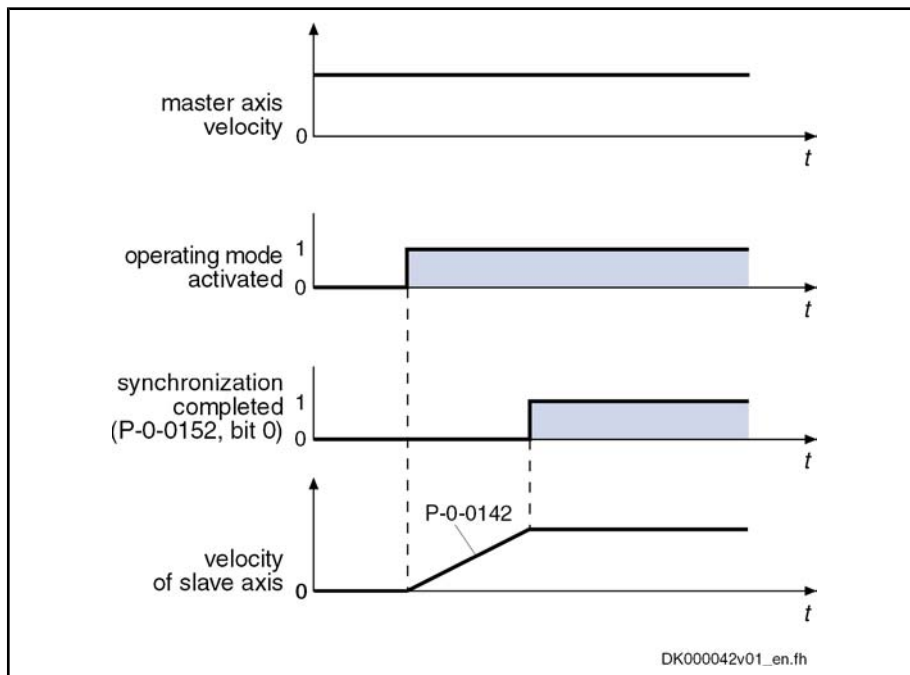 master axis
velocity
0
t
operating mode
activated
1
0
t
synchronization
completed
(P-0-0152, bit 0)
1
0
t
P-0-0142
velocity
of slave axis
0
t
DK000042v01_en.fh